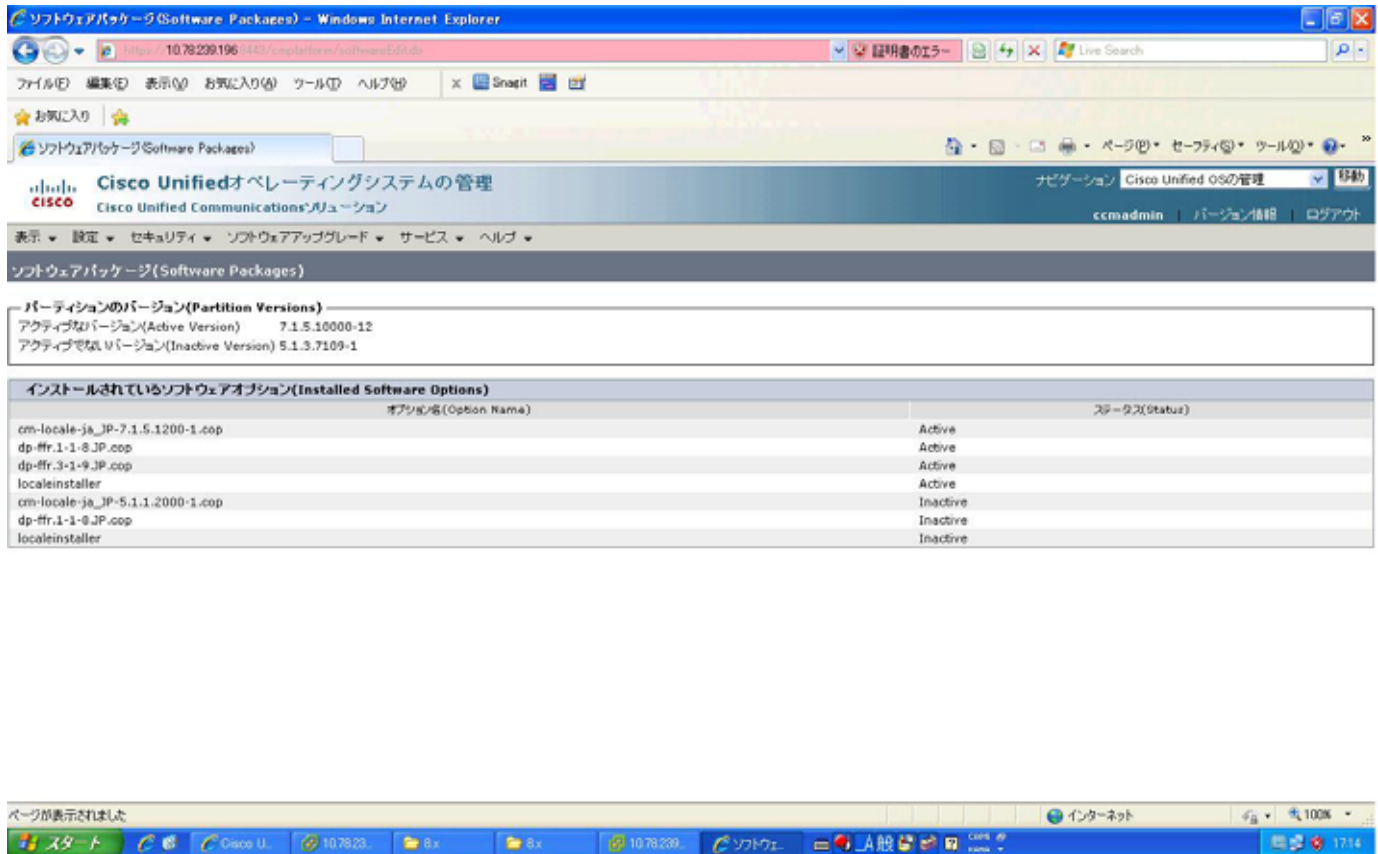 ソフトウェアパッケージ(Software Packages) - Windows Internet Explorer
https://10.78.239.196:8443/cmplatform/softwareEdit.do
証明書のエラー
Live Search
ファイル(F) 編集(E) 表示(V) お気に入り(A) ツール(T) ヘルプ(H)
x Snagit
お気に入り
ソフトウェアパッケージ(Software Packages)
ページ(P) セーフティ(S) ツール(O)
Cisco Unifiedオペレーティングシステムの管理
ナビゲーション Cisco Unified OSの管理 移動
CISCO
Cisco Unified Communicationsソリューション
ccmadmin | バージョン情報 | ログアウト
表示 設定 セキュリティ ソフトウェアアップグレード サービス ヘルプ
ソフトウェアパッケージ(Software Packages)
パーティションのバージョン(Partition Versions)
アクティブなバージョン(Active Version) 7.1.5.10000-12
アクティブでないバージョン(Inactive Version) 5.1.3.7109-1
インストールされているソフトウェアオプション(Installed Software Options)
オプション名(Option Name) ステータス(Status)
cm-locale-ja_JP-7.1.5.1200-1.cop Active
dp-ffr.1-1-8.JP.cop Active
dp-ffr.3-1-9.JP.cop Active
localeinstaller Active
cm-locale-ja_JP-5.1.1.2000-1.cop Inactive
dp-ffr.1-1-8.JP.cop Inactive
localeinstaller Inactive
ページが表示されました
インターネット
100%
スタート
Cisco U...
10.78.23...
8.x
8.x
10.78.239...
ソフトウェ...
A 般
CAPS
KANA
17:14